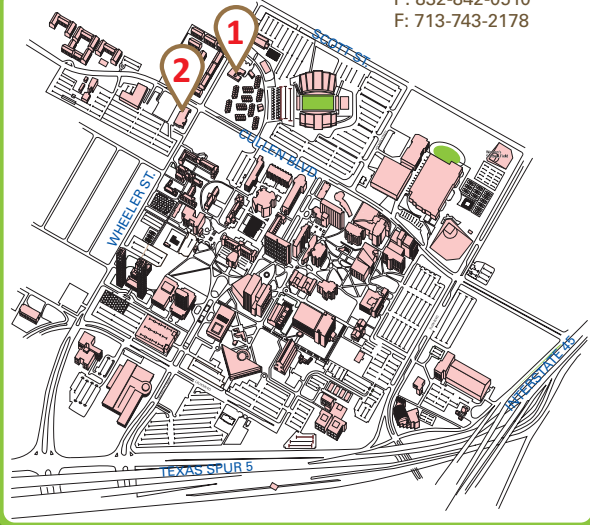 F: 713-743-2178
1
2
SCOTT ST.
CULLEN BLVD
WHEELER ST.
INTERSTATE 45
TEXAS SPUR 5